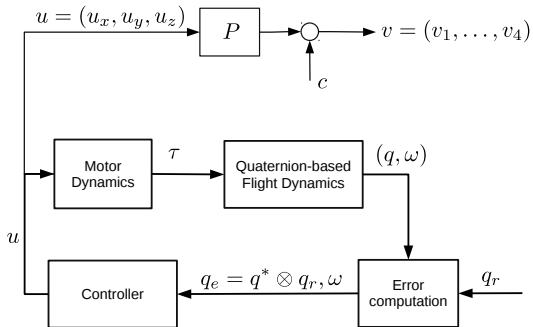 u = (u_x, u_y, u_z)
P
v = (v_1, ..., v_4)
c
Motor
Dynamics
τ
Quaternion-based
Flight Dynamics
(q, ω)
u
Controller
q_e = q* ⊗ q_r, ω
Error
computation
q_r